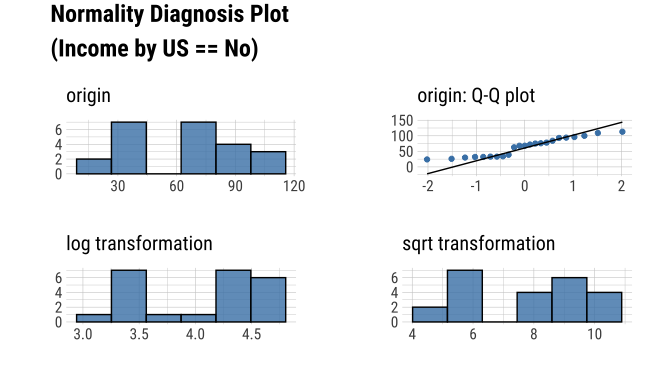 Normality Diagnosis Plot
(Income by US == No)
origin
6
4
2
0
30 60 90 120
origin: Q-Q plot
150
100
50
0
-2 -1 0 1 2
log transformation
6
4
2
0
3.0 3.5 4.0 4.5
sqrt transformation
6
4
2
0
4 6 8 10